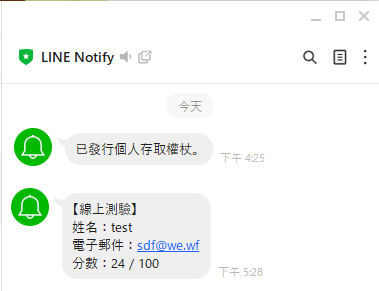 LINE Notify
今天
已發行個人存取權杖。
下午 4:25
【線上測驗】
姓名：test
電子郵件：sdf@we.wf
分數：24 / 100
下午 5:28